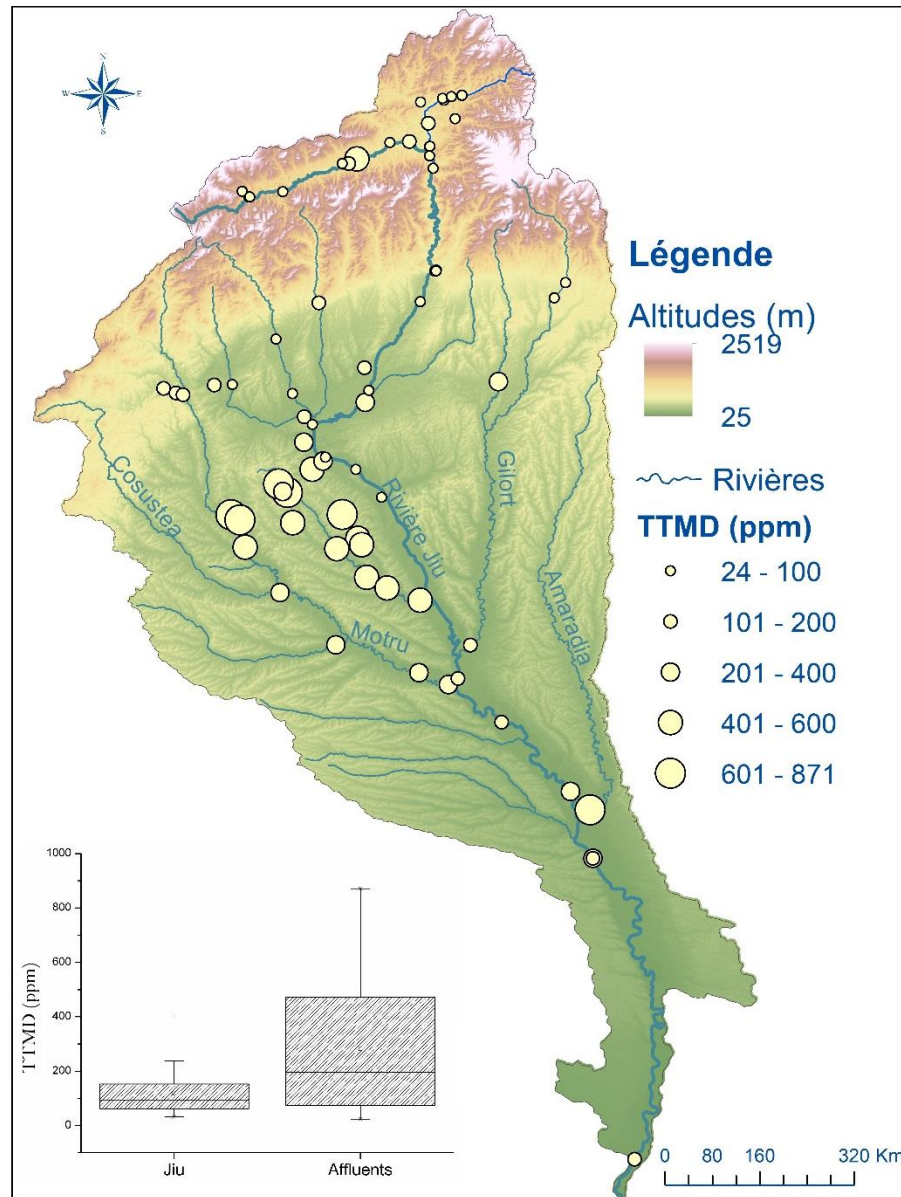 N
W E
S
Légende
Altitudes (m)
2519
25
Rivières
TTMD (ppm)
24 - 100
101 - 200
201 - 400
401 - 600
601 - 871
Cosustea
Rivière Jiu
Gilort
Amaradia
Motru
1000
800
600
400
200
0
TTMD (ppm)
Jiu
Affluents
0 80 160 320 Km